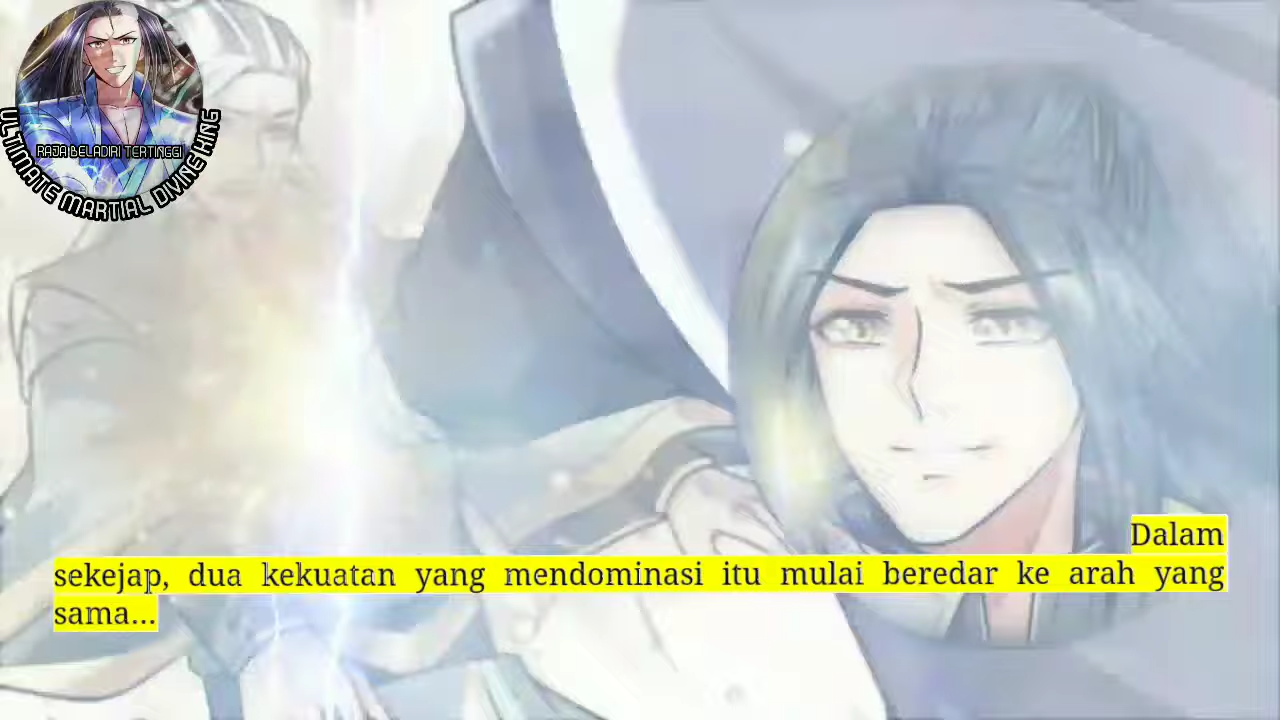 RAJA BELADIRI TERTINGGI
ULTIMATE MARTIAL DIVINE KING
Dalam
sekejap, dua kekuatan yang mendominasi itu mulai beredar ke arah yang
sama...